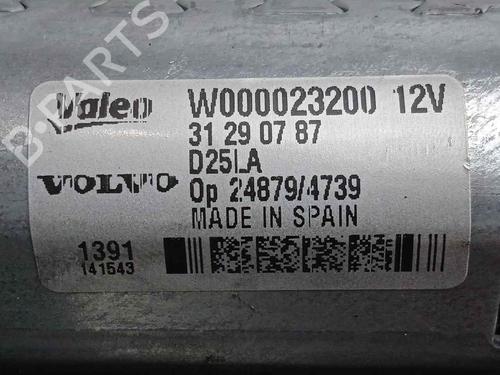 B-PARTS
Valeo W000023200 12V
31 29 07 87
D25LA
VOLVO Op 24879/4739
MADE IN SPAIN
1391
141543